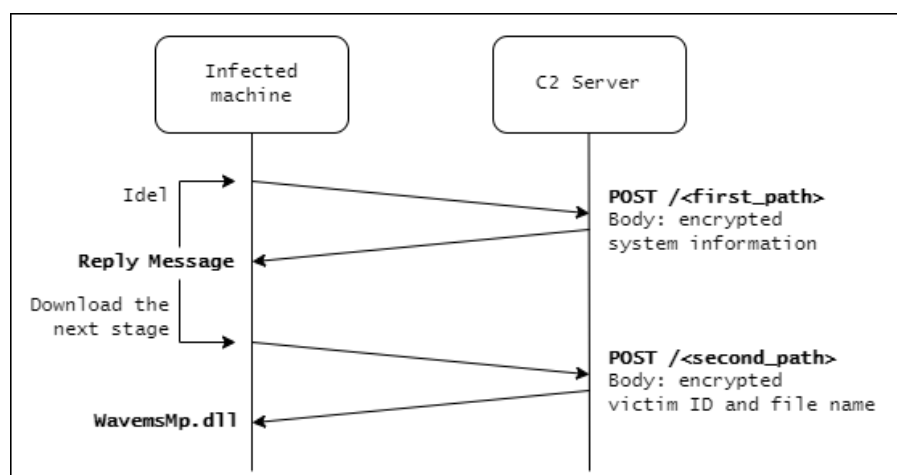 Infected
machine
C2 Server
Idel
POST /<first_path>
Body: encrypted
system information
Reply Message
Download the
next stage
POST /<second_path>
Body: encrypted
victim ID and file name
WavemsMp.dll